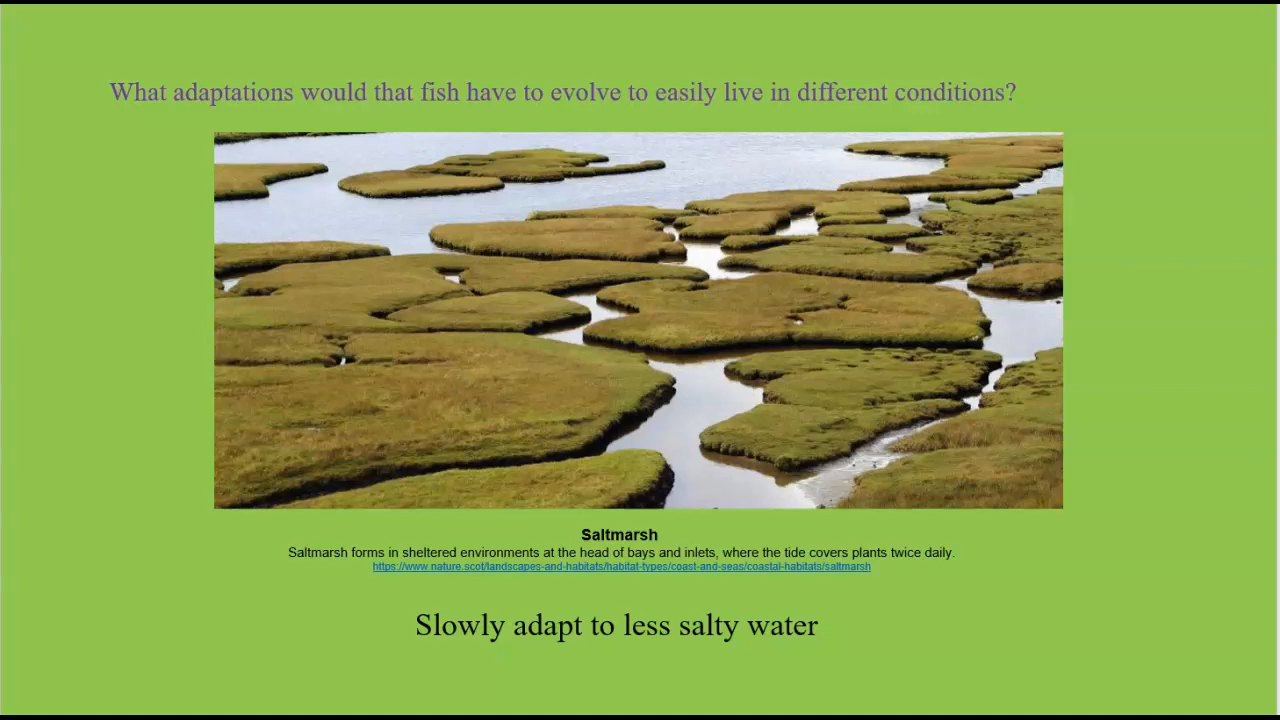 What adaptations would that fish have to evolve to easily live in different conditions?
Saltmarsh
Saltmarsh forms in sheltered environments at the head of bays and inlets, where the tide covers plants twice daily.
https://www.nature.scot/landscapes-and-habitats/habitat-types/coast-and-seas/coastal-habitats/saltmarsh
Slowly adapt to less salty water